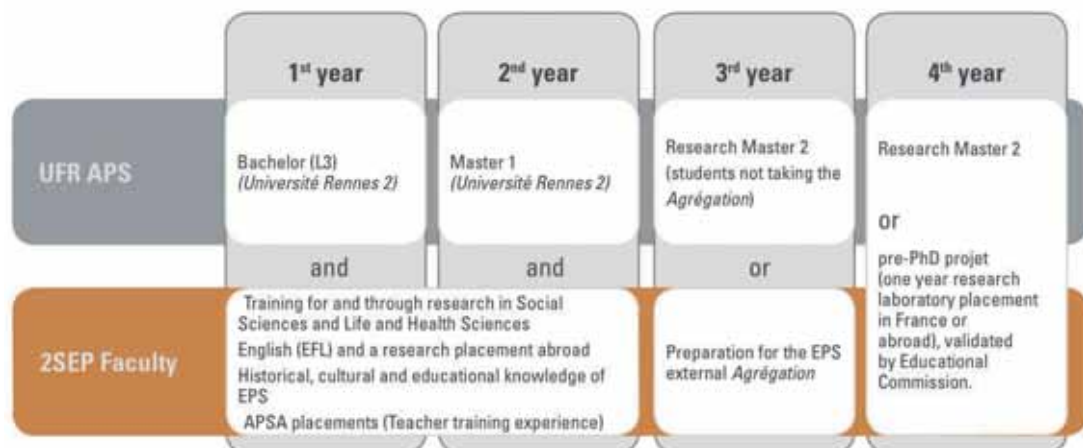 1st year
2nd year
3rd year
4th year
UFR APS
Bachelor (L3)
(Université Rennes 2)
Master 1
(Université Rennes 2)
Research Master 2
(students not taking the
Agrégation)
Research Master 2
or
pre-PhD projet
(one year research
laboratory placement
in France or
abroad), validated
by Educational
Commission.
and
and
or
2SEP Faculty
Training for and through research in Social
Sciences and Life and Health Sciences
English (EFL) and a research placement abroad
Historical, cultural and educational knowledge of
EPS
APSA placements (Teacher training experience)
Preparation for the EPS
external Agrégation